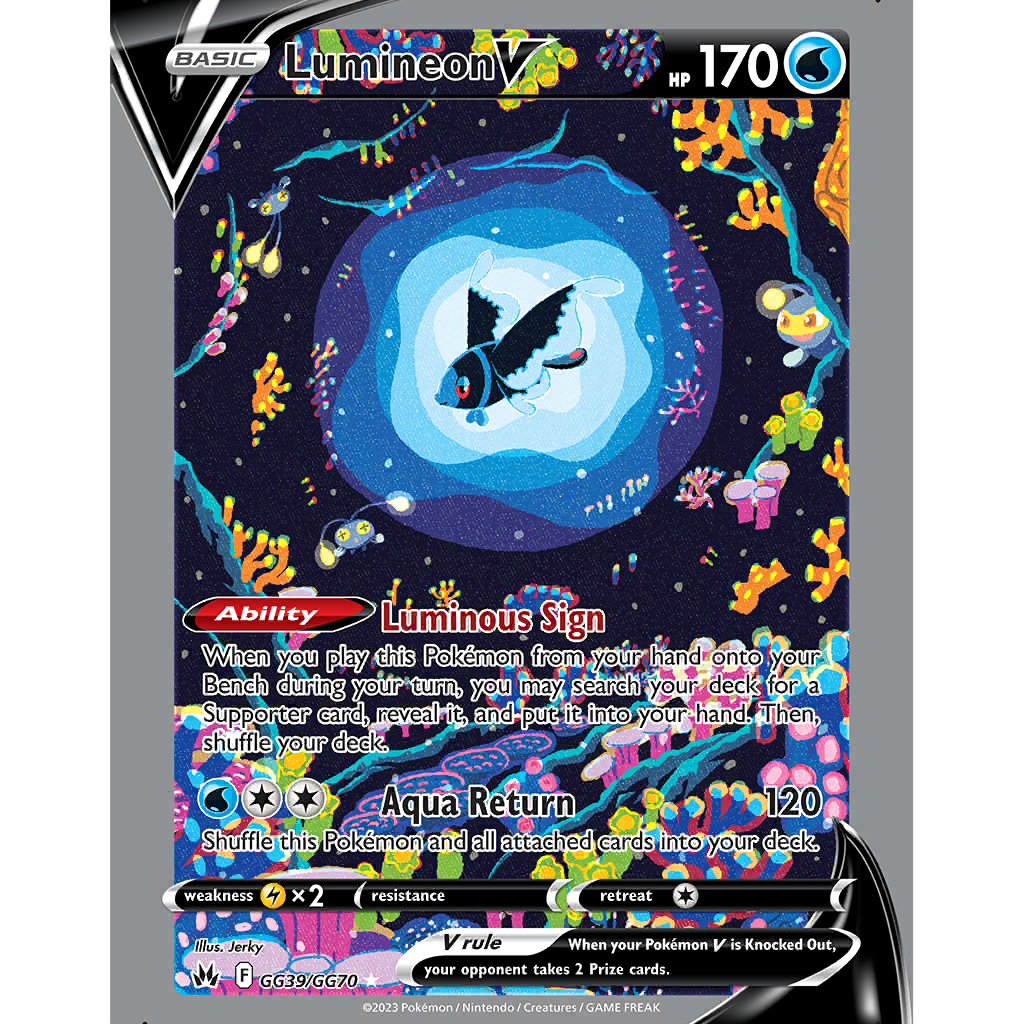 BASIC LumineonV HP 170
Ability Luminous Sign
When you play this Pokémon from your hand onto your
Bench during your turn, you may search your deck for a
Supporter card, reveal it, and put it into your hand. Then,
shuffle your deck.
Aqua Return 120
Shuffle this Pokémon and all attached cards into your deck.
weakness ×2 resistance retreat
Illus. Jerky
V rule When your Pokémon V is Knocked Out,
your opponent takes 2 Prize cards.
F GG39/GG70
©2023 Pokémon / Nintendo / Creatures / GAME FREAK